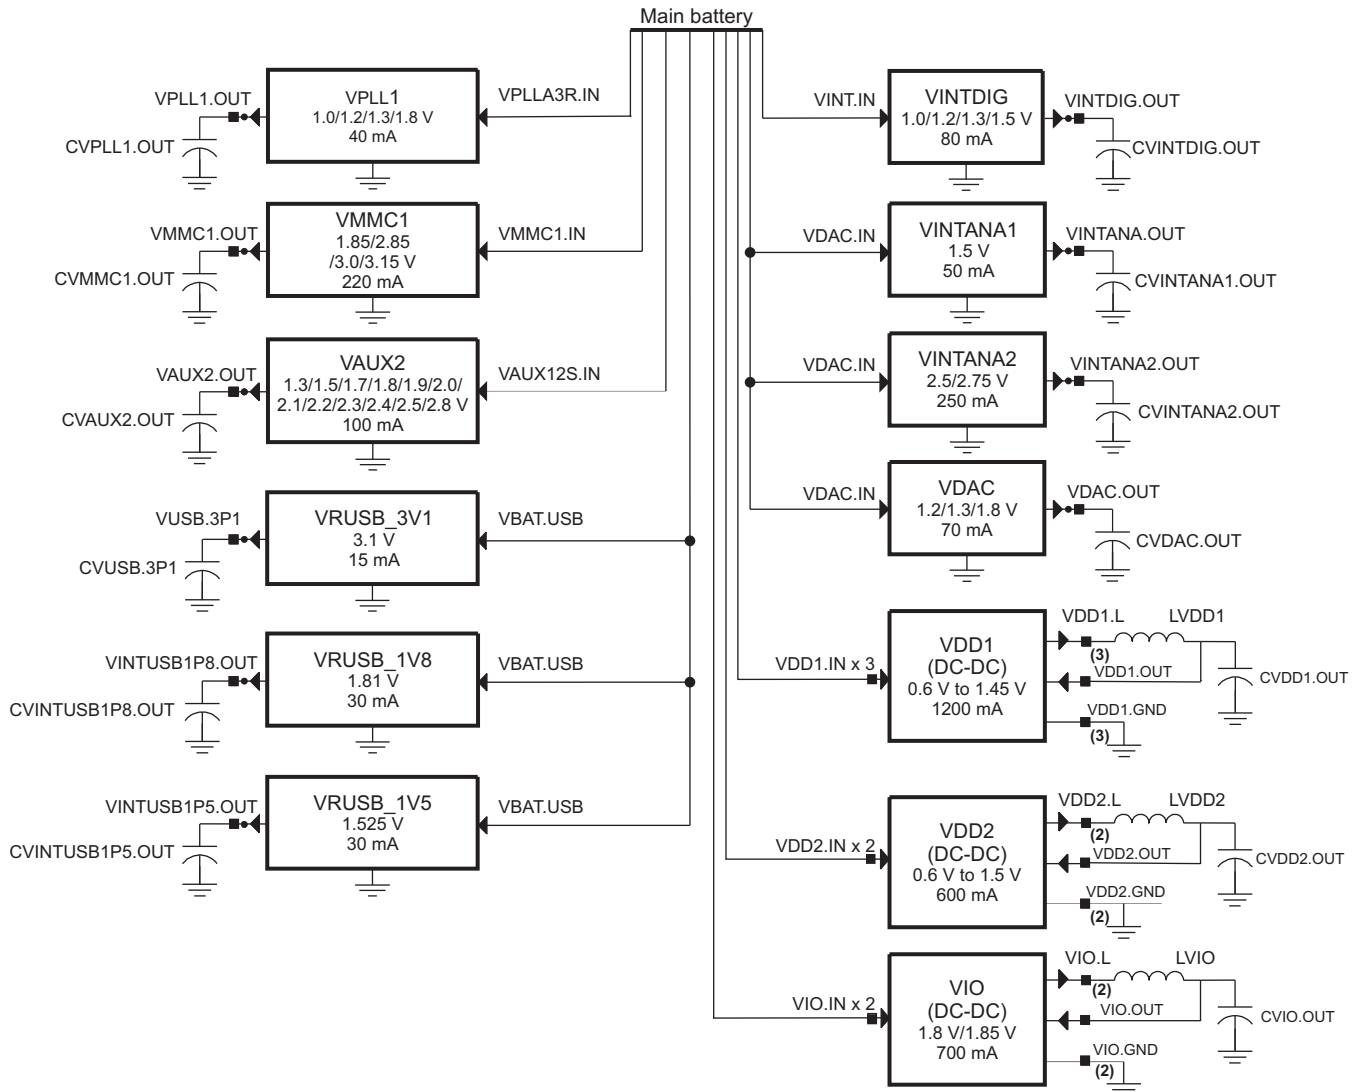 Main battery
VPLL1.OUT
CVPLL1.OUT
VPLL1
1.0/1.2/1.3/1.8 V
40 mA
VPLLA3R.IN
VMMC1.OUT
CVMMC1.OUT
VMMC1
1.85/2.85
/3.0/3.15 V
220 mA
VMMC1.IN
VAUX2.OUT
CVAUX2.OUT
VAUX2
1.3/1.5/1.7/1.8/1.9/2.0/
2.1/2.2/2.3/2.4/2.5/2.8 V
100 mA
VAUX12S.IN
VUSB.3P1
CVUSB.3P1
VRUSB_3V1
3.1 V
15 mA
VBAT.USB
VINTUSB1P8.OUT
CVINTUSB1P8.OUT
VRUSB_1V8
1.81 V
30 mA
VBAT.USB
VINTUSB1P5.OUT
CVINTUSB1P5.OUT
VRUSB_1V5
1.525 V
30 mA
VBAT.USB
VINT.IN
VINTDIG
1.0/1.2/1.3/1.5 V
80 mA
VINTDIG.OUT
CVINTDIG.OUT
VDAC.IN
VINTANA1
1.5 V
50 mA
VINTANA.OUT
CVINTANA1.OUT
VDAC.IN
VINTANA2
2.5/2.75 V
250 mA
VINTANA2.OUT
CVINTANA2.OUT
VDAC.IN
VDAC
1.2/1.3/1.8 V
70 mA
VDAC.OUT
CVDAC.OUT
VDD1.IN x 3
VDD1
(DC-DC)
0.6 V to 1.45 V
1200 mA
VDD1.L
LVDD1
(3)
VDD1.OUT
CVDD1.OUT
VDD1.GND
(3)
VDD2.IN x 2
VDD2
(DC-DC)
0.6 V to 1.5 V
600 mA
VDD2.L
LVDD2
(2)
VDD2.OUT
CVDD2.OUT
VDD2.GND
(2)
VIO.IN x 2
VIO
(DC-DC)
1.8 V/1.85 V
700 mA
VIO.L
LVIO
(2)
VIO.OUT
CVIO.OUT
VIO.GND
(2)